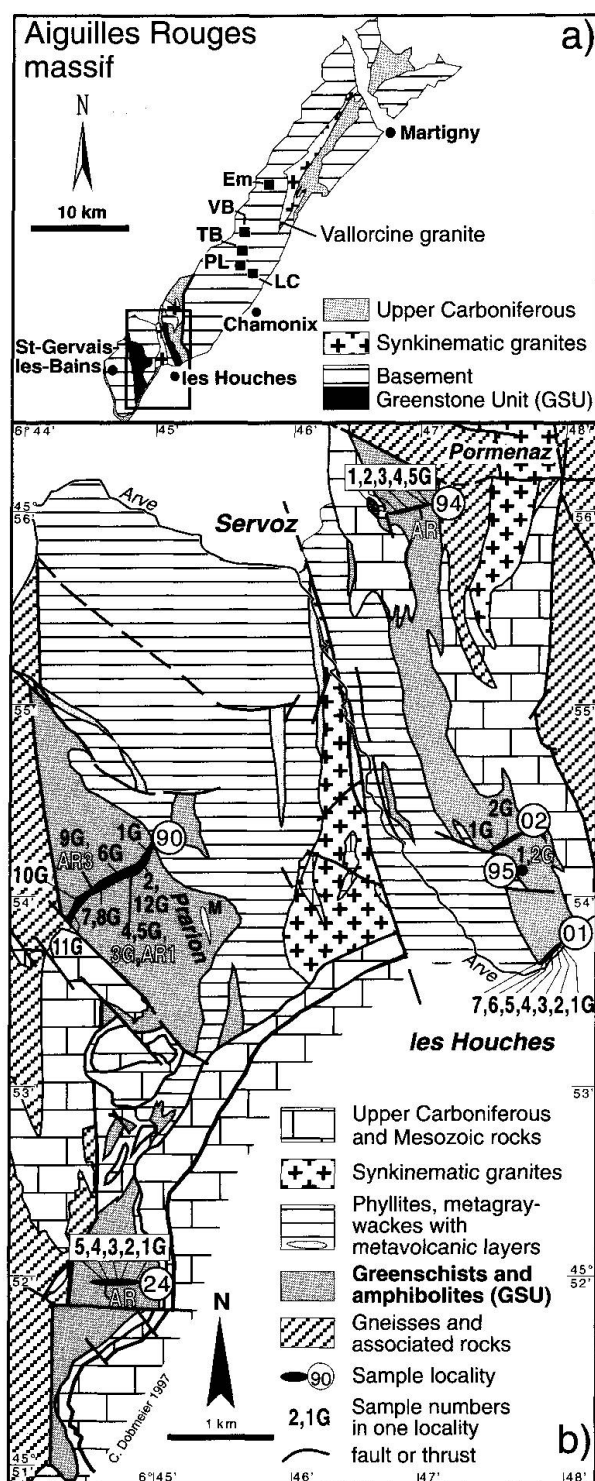 Aiguilles Rouges
massif
a)
N
10 km
Martigny
Em
VB
TB
PL
LC
Vallorcine granite
Chamonix
St-Gervais-
les-Bains
les Houches
Upper Carboniferous
Synkinematic granites
Basement
Greenstone Unit (GSU)
6° 44'
45'
46'
47'
48'
45°
56'
45°
56'
Arve
Servoz
Pormenaz
1,2,3,4,5G
94
AR
55'
55'
9G,
AR3
6G
1G
90
10G
2,
12G
7,8G
4,5G
3G,AR1
Prarion
M
11G
54'
54'
2G
1G
02
1,2G
95
01
Arve
7,6,5,4,3,2,1G
les Houches
53'
53'
Upper Carboniferous
and Mesozoic rocks
Synkinematic granites
Phyllites, metagray-
wackes with
metavolcanic layers
Greenschists and
amphibolites (GSU)
Gneisses and
associated rocks
90
Sample locality
2,1G
Sample numbers
in one locality
fault or thrust
5,4,3,2,1G
24
AR
52'
45°
52'
N
1 km
C. Dobmeier 1997
b)
45°
51'
6° 45'
46'
47'
48'